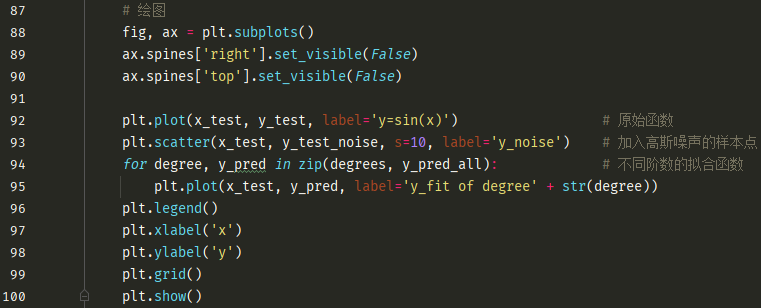 87 # 绘图
88 fig, ax = plt.subplots()
89 ax.spines['right'].set_visible(False)
90 ax.spines['top'].set_visible(False)
91
92 plt.plot(x_test, y_test, label='y=sin(x)') # 原始函数
93 plt.scatter(x_test, y_test_noise, s=10, label='y_noise') # 加入高斯噪声的样本点
94 for degree, y_pred in zip(degrees, y_pred_all): # 不同阶数的拟合函数
95 plt.plot(x_test, y_pred, label='y_fit of degree' + str(degree))
96 plt.legend()
97 plt.xlabel('x')
98 plt.ylabel('y')
99 plt.grid()
100 plt.show()